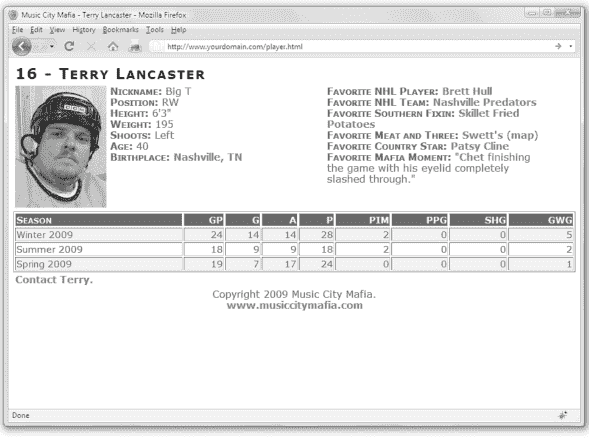 Music City Mafia - Terry Lancaster - Mozilla Firefox
File Edit View History Bookmarks Tools Help
http://www.yourdomain.com/player.html
16 - TERRY LANCASTER
NICKNAME: Big T
POSITION: RW
HEIGHT: 6'3"
WEIGHT: 195
SHOOTS: Left
AGE: 40
BIRTHPLACE: Nashville, TN
FAVORITE NHL PLAYER: Brett Hull
FAVORITE NHL TEAM: Nashville Predators
FAVORITE SOUTHERN FIXIN: Skillet Fried
Potatoes
FAVORITE MEAT AND THREE: Swett's (map)
FAVORITE COUNTRY STAR: Patsy Cline
FAVORITE MAFIA MOMENT: "Chet finishing
the game with his eyelid completely
slashed through."
SEASON GP G A P PIM PPG SHG GWG
Winter 2009 24 14 14 28 2 0 0 5
Summer 2009 18 9 9 18 2 0 0 2
Spring 2009 19 7 17 24 0 0 0 1
Contact Terry.
Copyright 2009 Music City Mafia.
www.musiccitymafia.com
Done